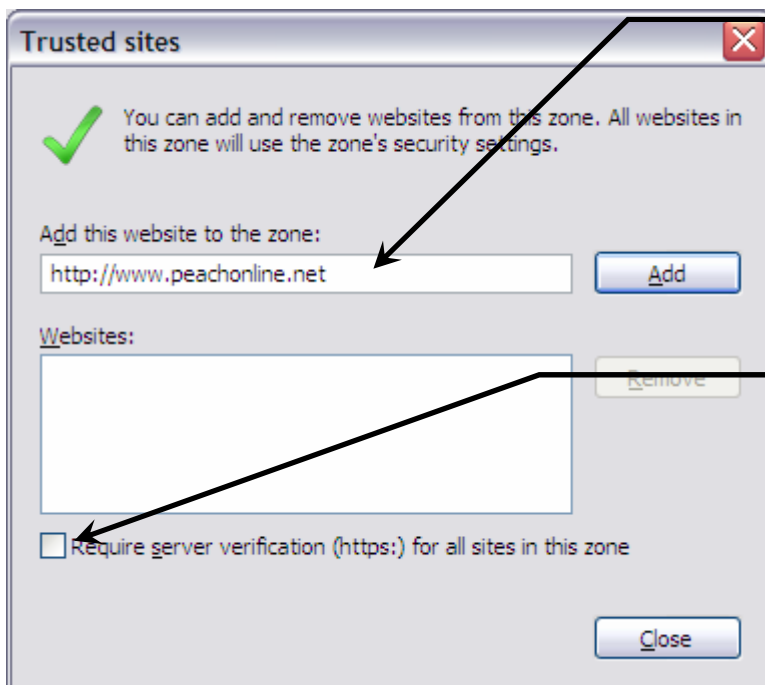 Trusted sites
You can add and remove websites from this zone. All websites in
this zone will use the zone's security settings.
Add this website to the zone:
http://www.peachonline.net
Add
Websites:
Remove
Require server verification (https:) for all sites in this zone
Close